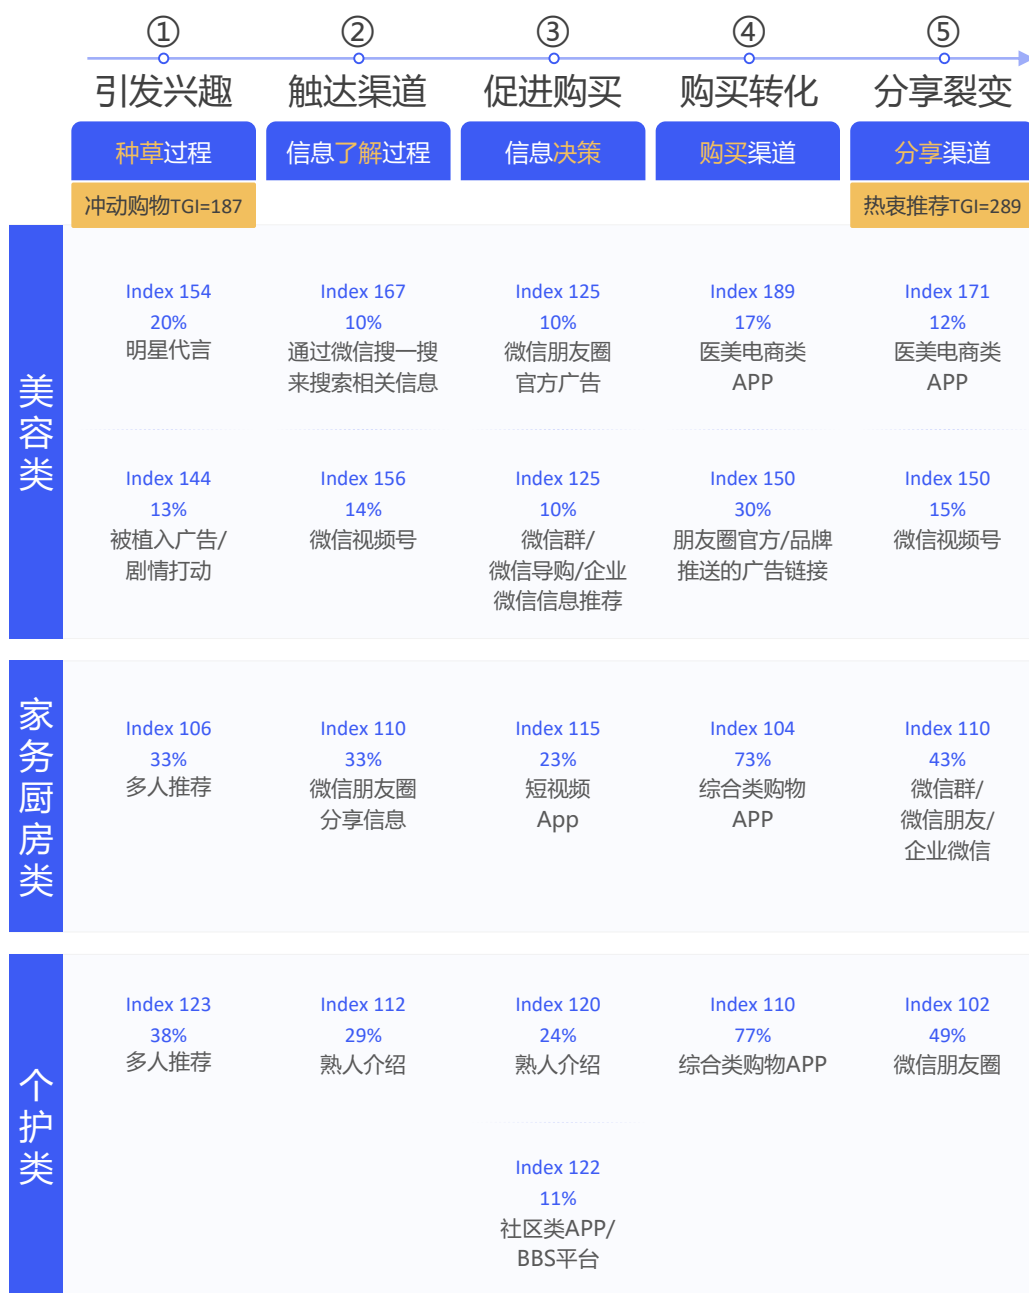 ① ② ③ ④ ⑤
引发兴趣 触达渠道 促进购买 购买转化 分享裂变
种草过程 信息了解过程 信息决策 购买渠道 分享渠道
冲动购物TGI=187 热衷推荐TGI=289
美容类
Index 154
20%
明星代言
Index 167
10%
通过微信搜一搜
来搜索相关信息
Index 125
10%
微信朋友圈
官方广告
Index 189
17%
医美电商类
APP
Index 171
12%
医美电商类
APP
Index 144
13%
被植入广告/
剧情打动
Index 156
14%
微信视频号
Index 125
10%
微信群/
微信导购/企业
微信信息推荐
Index 150
30%
朋友圈官方/品牌
推送的广告链接
Index 150
15%
微信视频号
家务厨房类
Index 106
33%
多人推荐
Index 110
33%
微信朋友圈
分享信息
Index 115
23%
短视频
App
Index 104
73%
综合类购物
APP
Index 110
43%
微信群/
微信朋友/
企业微信
个护类
Index 123
38%
多人推荐
Index 112
29%
熟人介绍
Index 120
24%
熟人介绍
Index 110
77%
综合类购物APP
Index 102
49%
微信朋友圈
Index 122
11%
社区类APP/
BBS平台